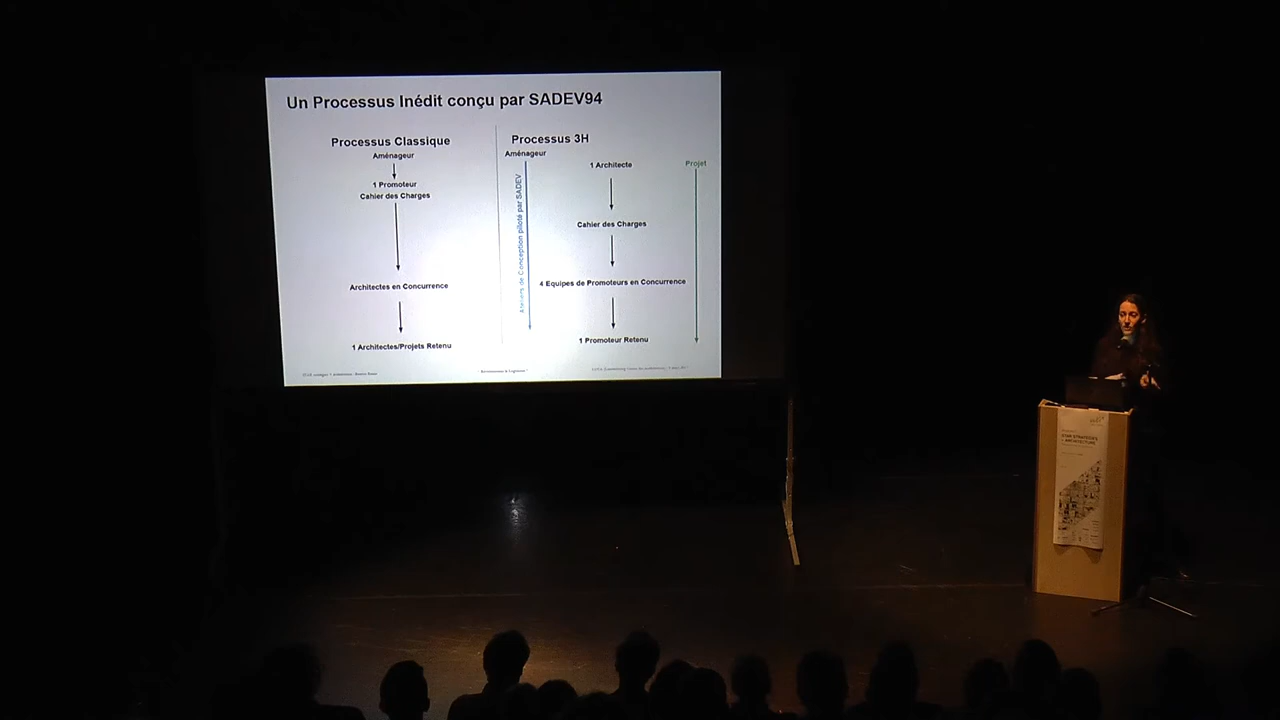 Un Processus Inédit conçu par SADEV94
Processus Classique
Aménageur
1 Promoteur
Cahier des Charges
Architectes en Concurrence
1 Architectes/Projets Retenu
Processus 3H
Aménageur
Ateliers de Conception piloté par SADEV
1 Architecte
Cahier des Charges
4 Equipes de Promoteurs en Concurrence
1 Promoteur Retenu
Projet
ARCHITECTURE